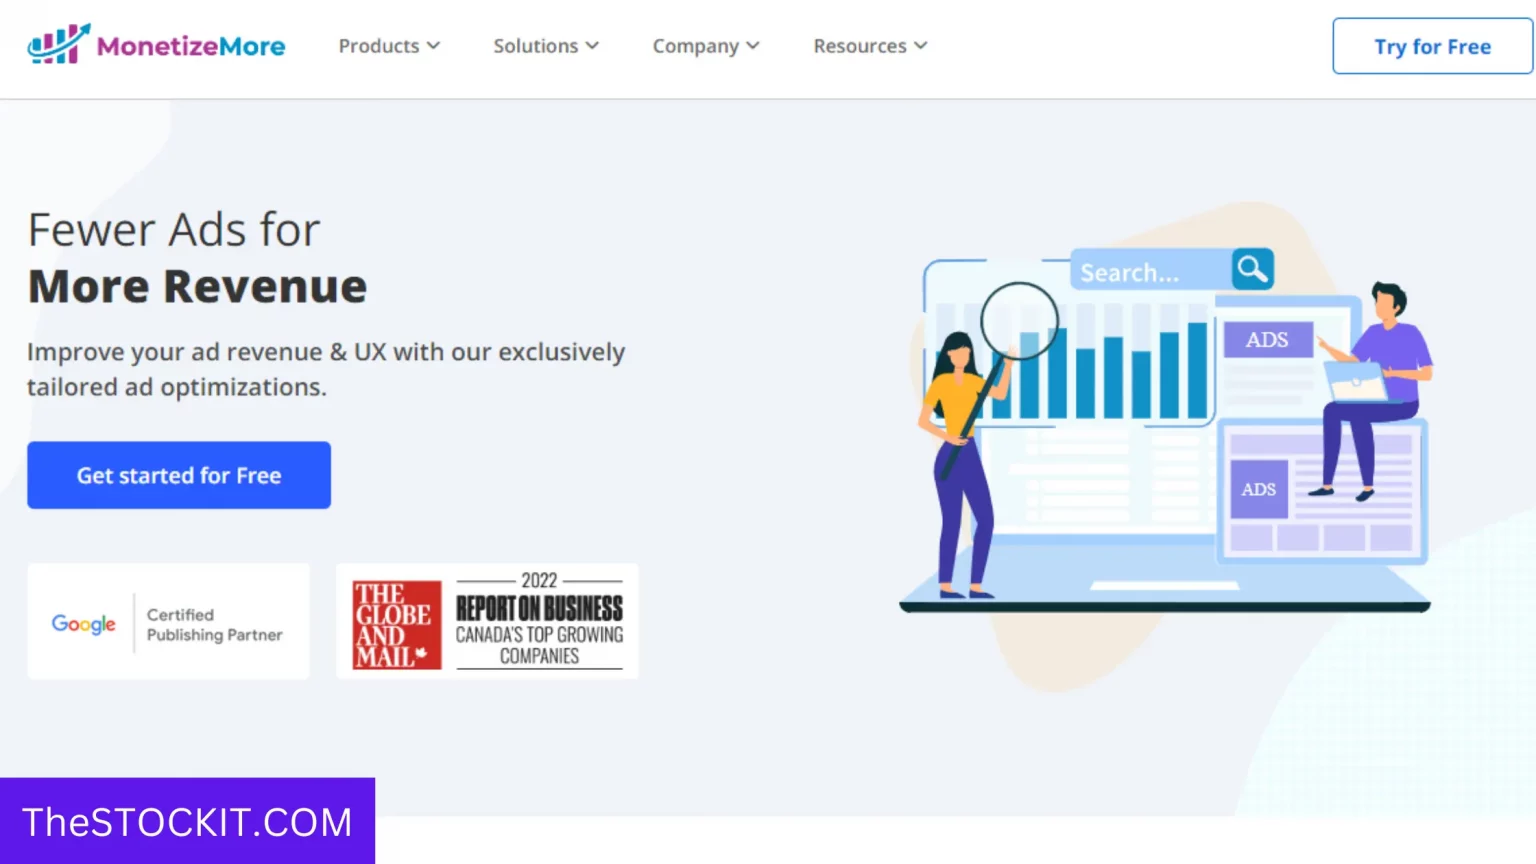 MonetizeMore
Products
Solutions
Company
Resources
Try for Free
Fewer Ads for
More Revenue
Improve your ad revenue & UX with our exclusively
tailored ad optimizations.
Get started for Free
Google
Certified
Publishing Partner
THE
GLOBE
AND
MAIL
2022
REPORT ON BUSINESS
CANADA'S TOP GROWING
COMPANIES
Search...
ADS
ADS
TheSTOCKIT.COM